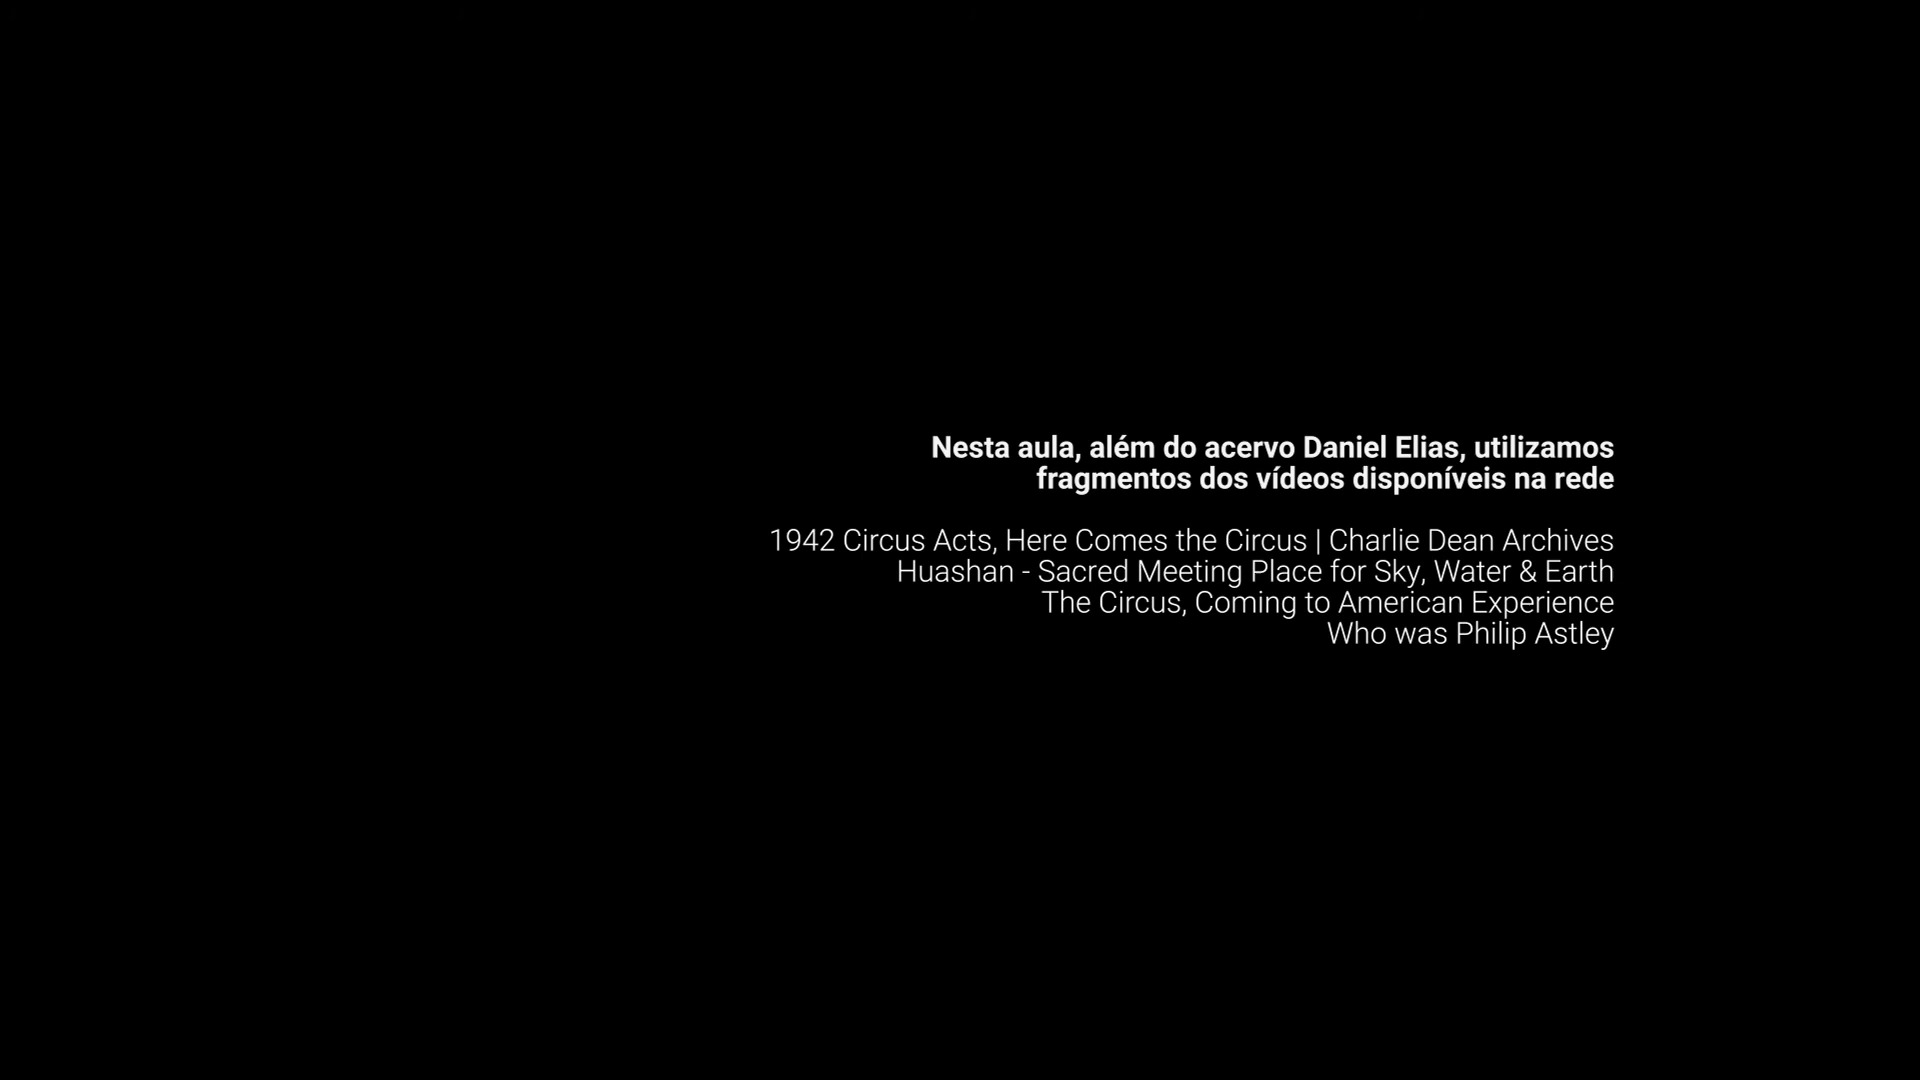 Nesta aula, além do acervo Daniel Elias, utilizamos
fragmentos dos vídeos disponíveis na rede
1942 Circus Acts, Here Comes the Circus | Charlie Dean Archives
Huashan - Sacred Meeting Place for Sky, Water & Earth
The Circus, Coming to American Experience
Who was Philip Astley